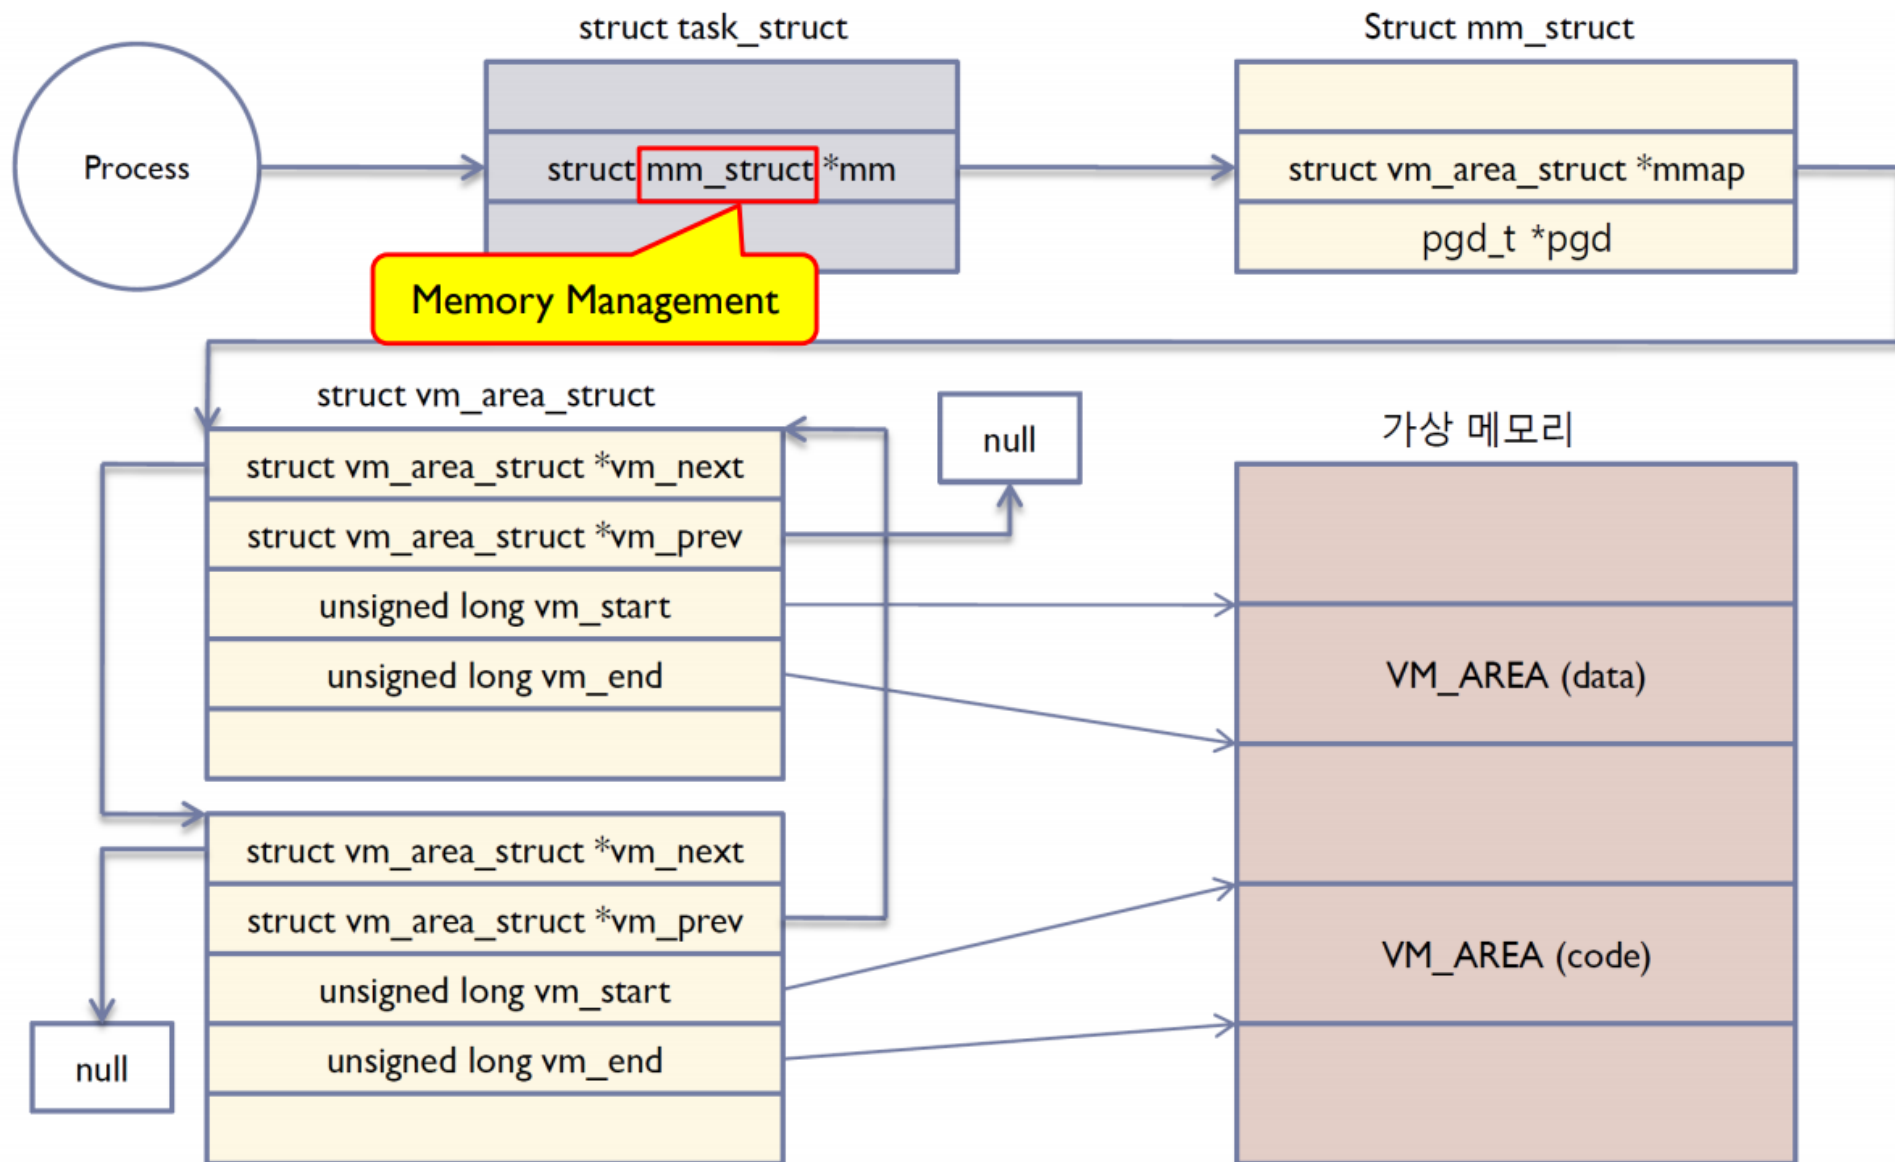 struct task_struct
Struct mm_struct
Process
struct mm_struct *mm
struct vm_area_struct *mmap
pgd_t *pgd
Memory Management
struct vm_area_struct
null
가상 메모리
struct vm_area_struct *vm_next
struct vm_area_struct *vm_prev
unsigned long vm_start
unsigned long vm_end
VM_AREA (data)
struct vm_area_struct *vm_next
struct vm_area_struct *vm_prev
unsigned long vm_start
unsigned long vm_end
VM_AREA (code)
null